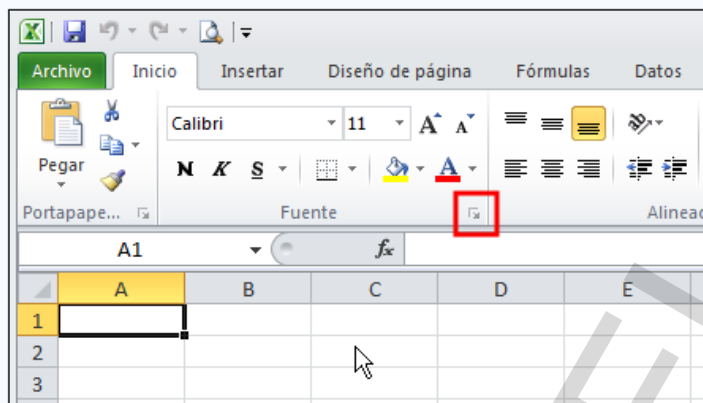 Archivo Inicio Insertar Diseño de página Fórmulas Datos
Calibri 11 A A
Pegar N K S A
Portapape... Fuente Alinea
A1 fx
A B C D E
1
2
3